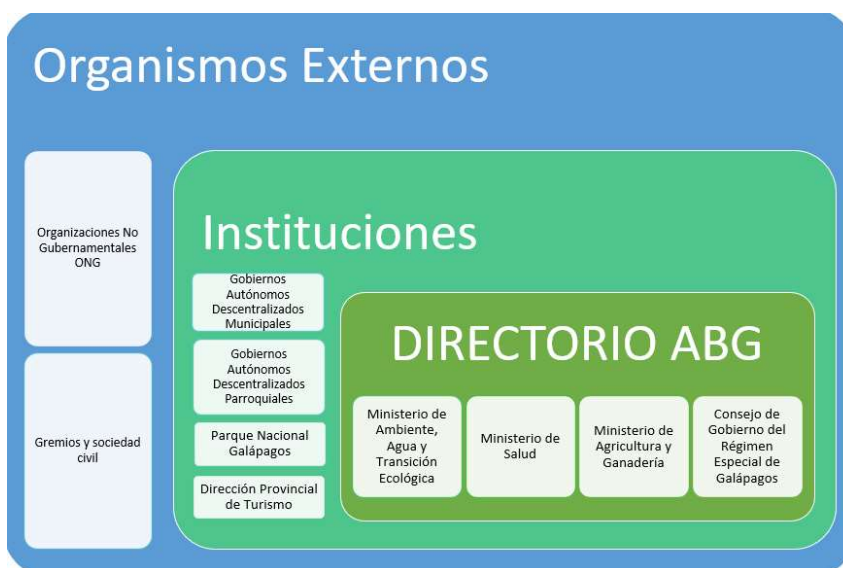 Organismos Externos
Organizaciones No
Gubernamentales
ONG
Gremios y sociedad
civil
Instituciones
Gobiernos
Autónomos
Descentralizados
Municipales
Gobiernos
Autónomos
Descentralizados
Parroquiales
Parque Nacional
Galápagos
Dirección Provincial
de Turismo
DIRECTORIO ABG
Ministerio de
Ambiente,
Agua y
Transición
Ecológica
Ministerio de
Salud
Ministerio de
Agricultura y
Ganadería
Consejo de
Gobierno del
Régimen
Especial de
Galápagos